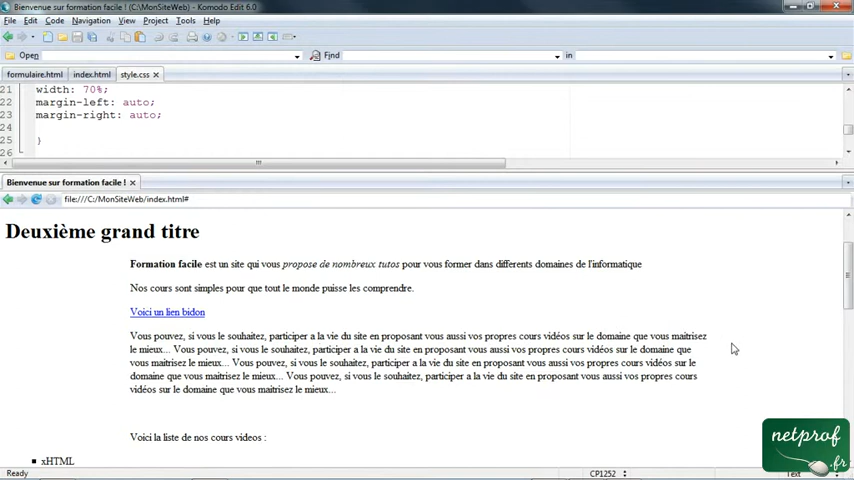 Bienvenue sur formation facile ! (C:\MonSiteWeb) - Komodo Edit 6.0
File Edit Code Navigation View Project Tools Help
Open Find in
formulaire.html index.html style.css
21 width: 70%;
22 margin-left: auto;
23 margin-right: auto;
24
25 }
26
Bienvenue sur formation facile !
file:///C:/MonSiteWeb/index.html#
Deuxième grand titre
Formation facile est un site qui vous propose de nombreux tutos pour vous former dans differents domaines de l'informatique
Nos cours sont simples pour que tout le monde puisse les comprendre.
Voici un lien bidon
Vous pouvez, si vous le souhaitez, participer a la vie du site en proposant vous aussi vos propres cours vidéos sur le domaine que vous maitrisez
le mieux... Vous pouvez, si vous le souhaitez, participer a la vie du site en proposant vous aussi vos propres cours vidéos sur le domaine que
vous maitrisez le mieux... Vous pouvez, si vous le souhaitez, participer a la vie du site en proposant vous aussi vos propres cours vidéos sur le
domaine que vous maitrisez le mieux... Vous pouvez, si vous le souhaitez, participer a la vie du site en proposant vous aussi vos propres cours
vidéos sur le domaine que vous maitrisez le mieux...
Voici la liste de nos cours videos :
xHTML
netprof
.fr
Ready CP1252 Text